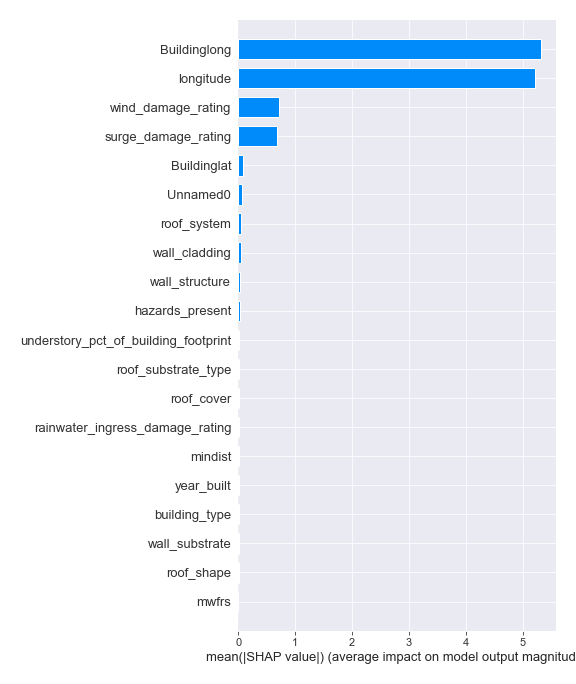 Buildinglong
longitude
wind_damage_rating
surge_damage_rating
Buildinglat
Unnamed0
roof_system
wall_cladding
wall_structure
hazards_present
understory_pct_of_building_footprint
roof_substrate_type
roof_cover
rainwater_ingress_damage_rating
mindist
year_built
building_type
wall_substrate
roof_shape
mwfrs
0 1 2 3 4 5
mean(|SHAP value|) (average impact on model output magnitud